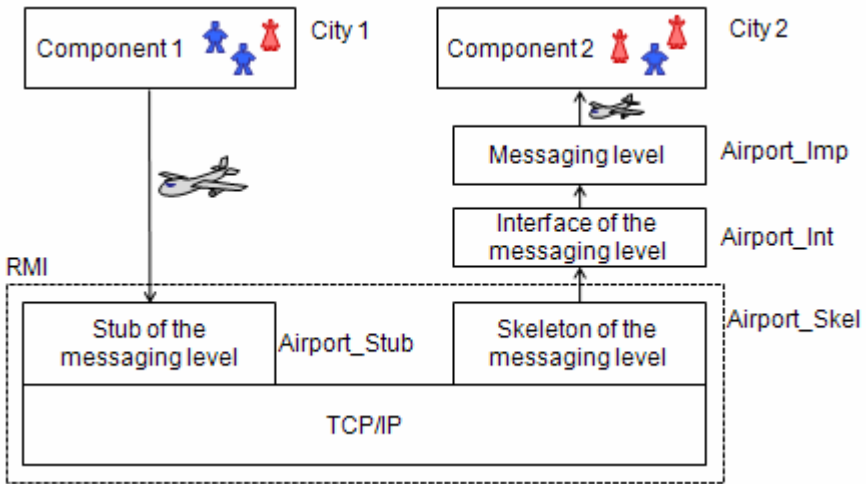 Component 1
City 1
Component 2
City 2
Messaging level
Airport_Imp
Interface of the
messaging level
Airport_Int
RMI
Stub of the
messaging level
Airport_Stub
Skeleton of the
messaging level
Airport_Skel
TCP/IP